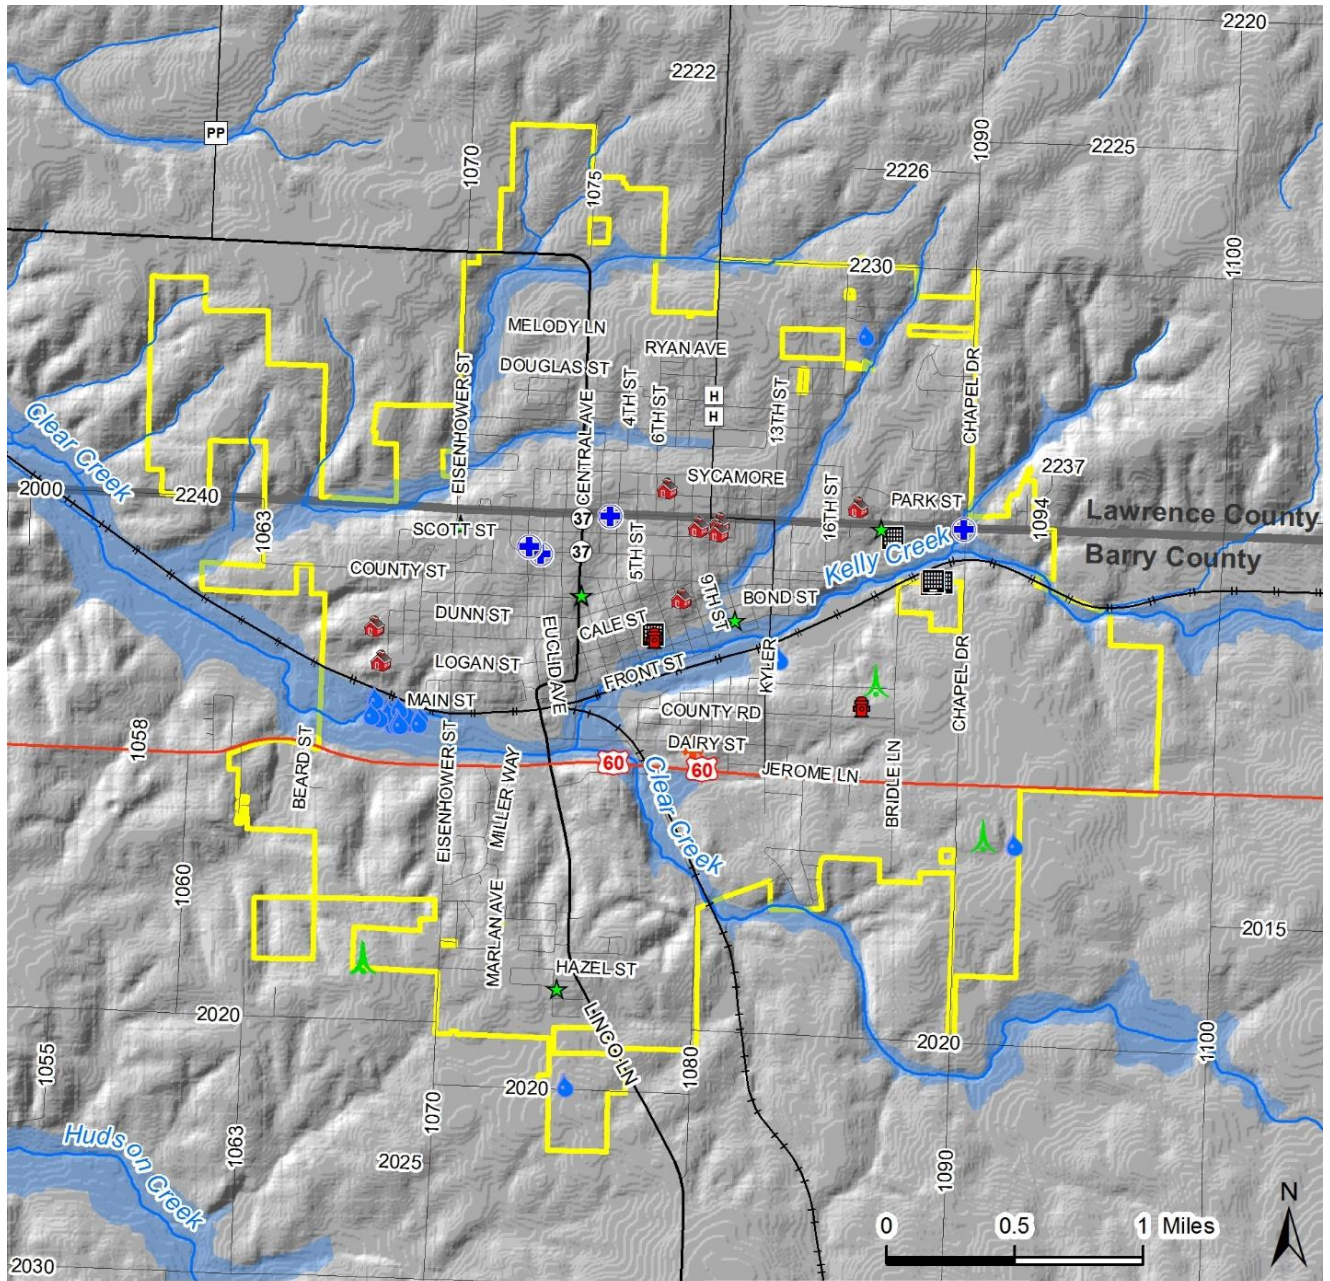 2220
2222
PP
1090
2225
1070
2226
1075
1100
2230
MELODY LN
RYAN AVE
DOUGLAS ST
EISENHOWER ST
CENTRAL AVE
4TH ST
6TH ST
H
H
13TH ST
CHAPEL DR
Clear Creek
2237
SYCAMORE
2000
2240
16TH ST
PARK ST
1063
37
1094
Lawrence County
SCOTT ST
5TH ST
37
Kelly Creek
Barry County
COUNTY ST
9TH ST
BOND ST
DUNN ST
CALE ST
EUCLID AVE
LOGAN ST
FRONT ST
KYLER
CHAPEL DR
MAIN ST
COUNTY RD
1058
DAIRY ST
BEARD ST
EISENHOWER ST
MILLER WAY
60
60
JEROME LN
Clear Creek
BRIDLE LN
1060
MARLAN AVE
2015
HAZEL ST
2020
LINCOLN
2020
1100
1055
1080
2020
1070
Hudson Creek
1063
2025
1090
N
0 0.5 1 Miles
2030